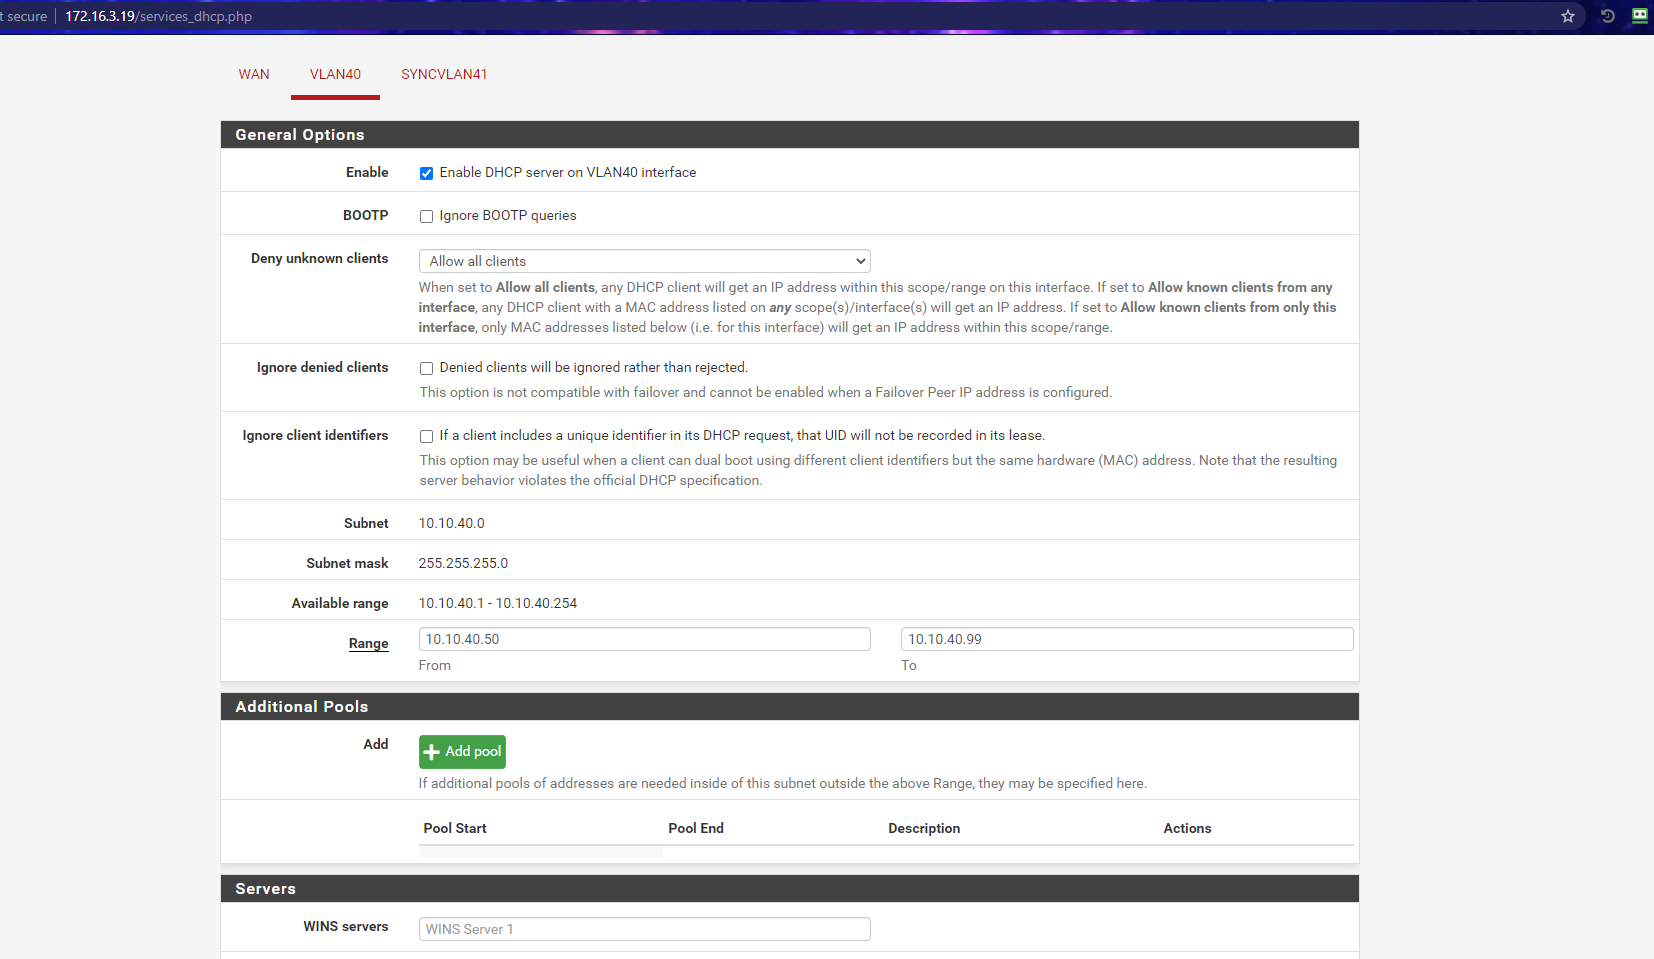 t secure | 172.16.3.19/services_dhcp.php
WAN VLAN40 SYNCVLAN41
General Options
Enable Enable DHCP server on VLAN40 interface
BOOTP Ignore BOOTP queries
Deny unknown clients Allow all clients
When set to Allow all clients, any DHCP client will get an IP address within this scope/range on this interface. If set to Allow known clients from any
interface, any DHCP client with a MAC address listed on any scope(s)/interface(s) will get an IP address. If set to Allow known clients from only this
interface, only MAC addresses listed below (i.e. for this interface) will get an IP address within this scope/range.
Ignore denied clients Denied clients will be ignored rather than rejected.
This option is not compatible with failover and cannot be enabled when a Failover Peer IP address is configured.
Ignore client identifiers If a client includes a unique identifier in its DHCP request, that UID will not be recorded in its lease.
This option may be useful when a client can dual boot using different client identifiers but the same hardware (MAC) address. Note that the resulting
server behavior violates the official DHCP specification.
Subnet 10.10.40.0
Subnet mask 255.255.255.0
Available range 10.10.40.1 - 10.10.40.254
Range 10.10.40.50 10.10.40.99
From To
Additional Pools
Add Add pool
If additional pools of addresses are needed inside of this subnet outside the above Range, they may be specified here.
Pool Start Pool End Description Actions
Servers
WINS servers WINS Server 1